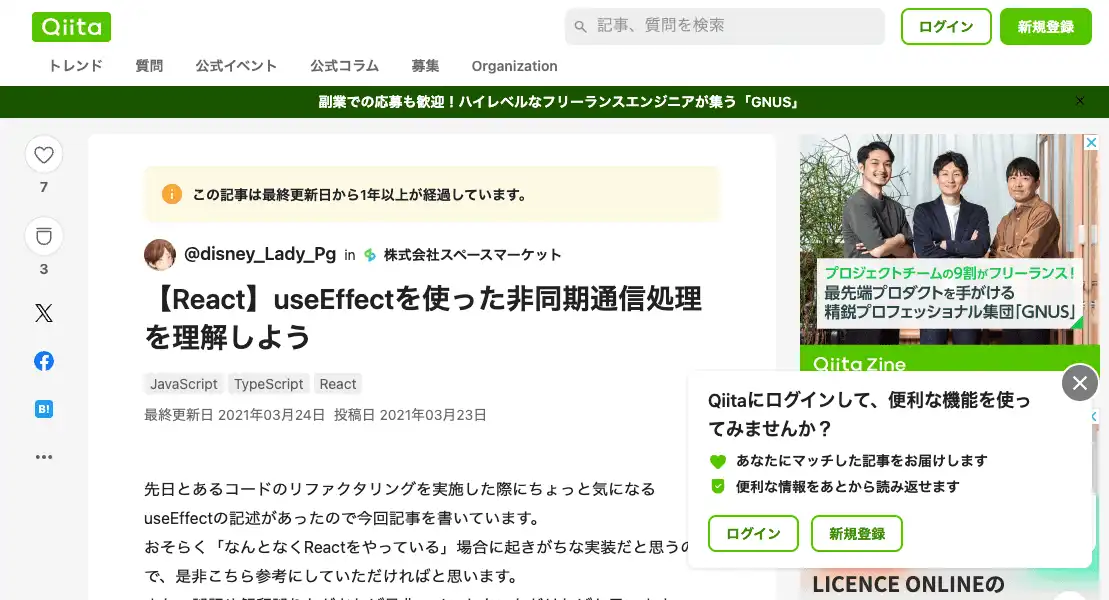 Qiita
記事、質問を検索
ログイン
新規登録
トレンド
質問
公式イベント
公式コラム
募集
Organization
副業での応募も歓迎！ハイレベルなフリーランスエンジニアが集う「GNUS」
7
3
この記事は最終更新日から1年以上が経過しています。
@disney_Lady_Pg in 株式会社スペースマーケット
【React】useEffectを使った非同期通信処理
を理解しよう
JavaScript
TypeScript
React
最終更新日 2021年03月24日 投稿日 2021年03月23日
先日とあるコードのリファクタリングを実施した際にちょっと気になる
useEffectの記述があったので今回記事を書いています。
おそらく「なんとなくReactをやっている」場合に起きがちな実装だと思うの
で、是非こちら参考にしていただければと思います。
B!
プロジェクトチームの9割がフリーランス！
最先端プロダクトを手がける
精鋭プロフェッショナル集団「GNUS」
Qiita Zine
Qiitaにログインして、便利な機能を使っ
てみませんか？
あなたにマッチした記事をお届けします
便利な情報をあとから読み返せます
ログイン
新規登録
LICENCE ONLINEの